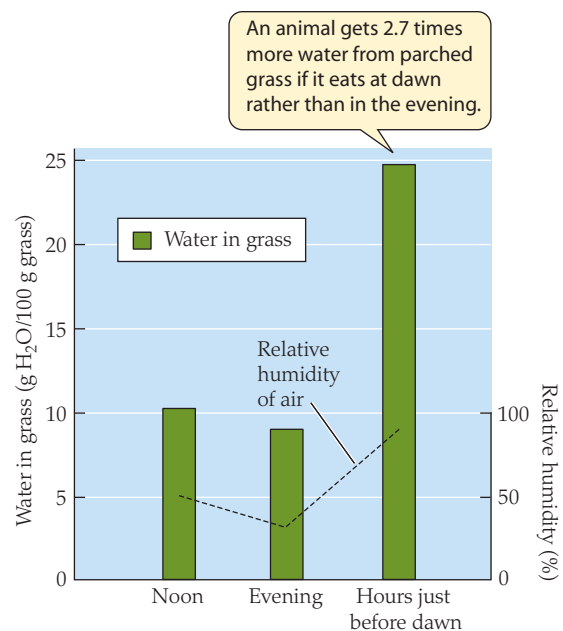 An animal gets 2.7 times
more water from parched
grass if it eats at dawn
rather than in the evening.
Water in grass (g H₂O/100 g grass)
25
20
15
10
5
0
Water in grass
Relative
humidity
of air
100
50
0
Relative humidity (%)
Noon
Evening
Hours just
before dawn